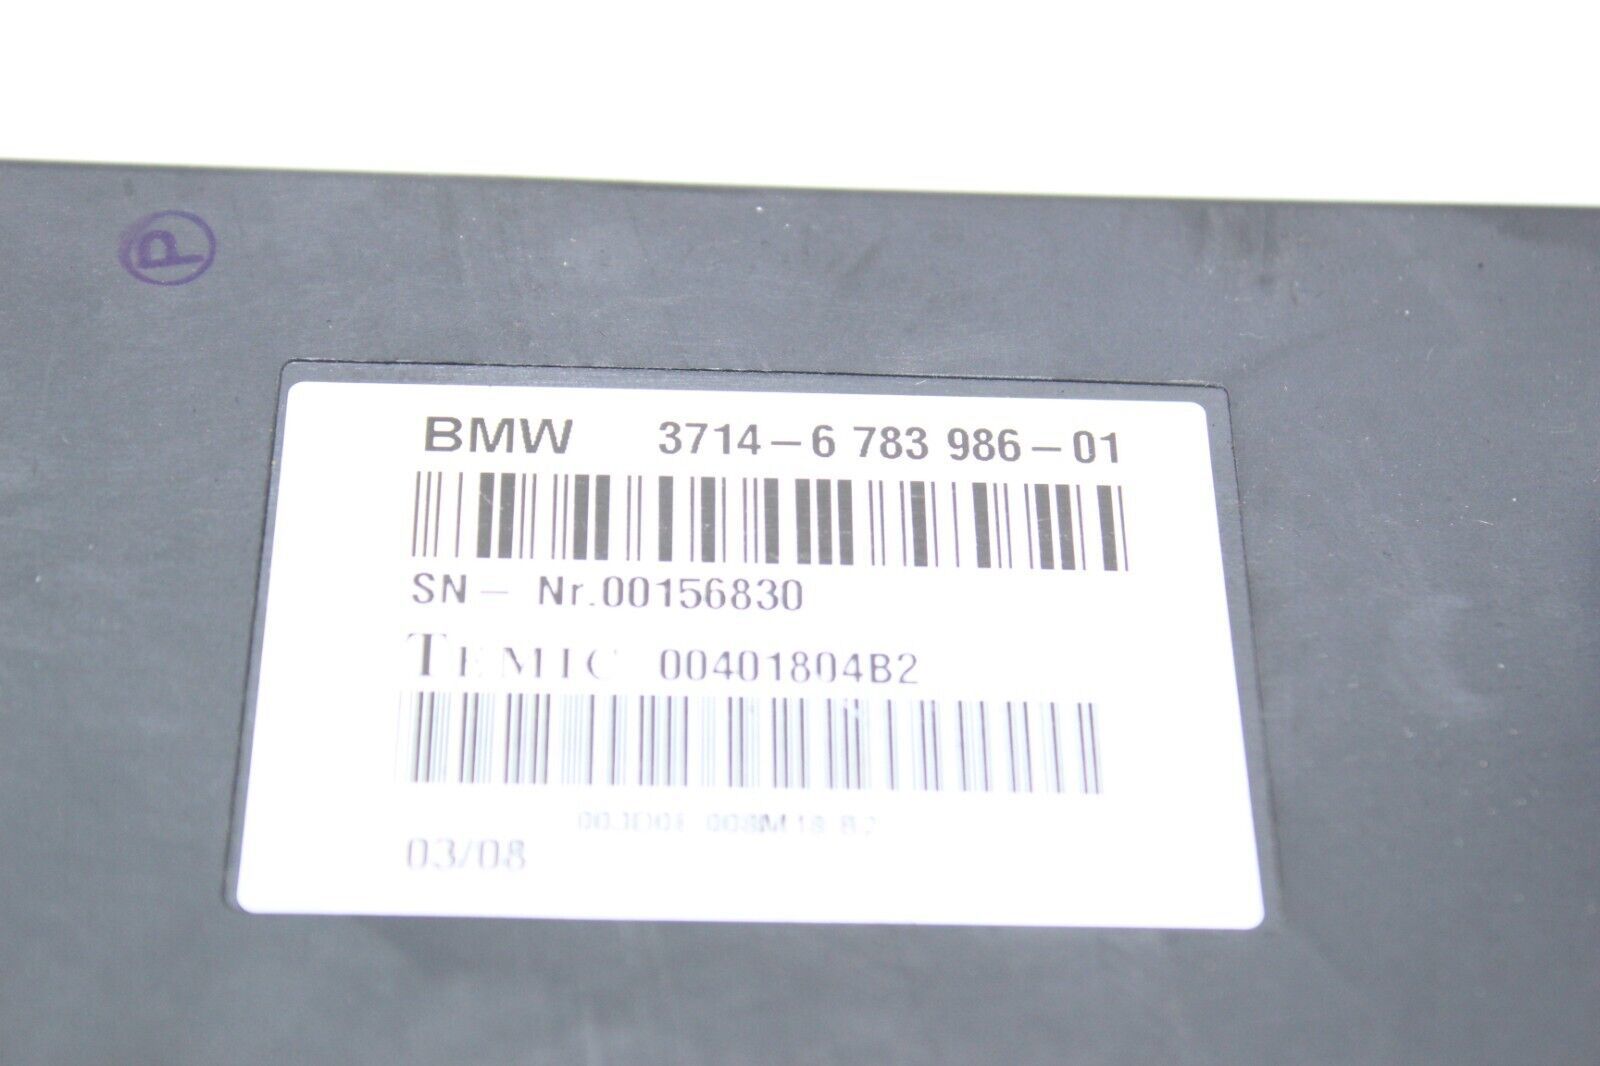 P
BMW 3714-6 783 986-01
SN- Nr.00156830
TEMIC 00401804B2
03/08